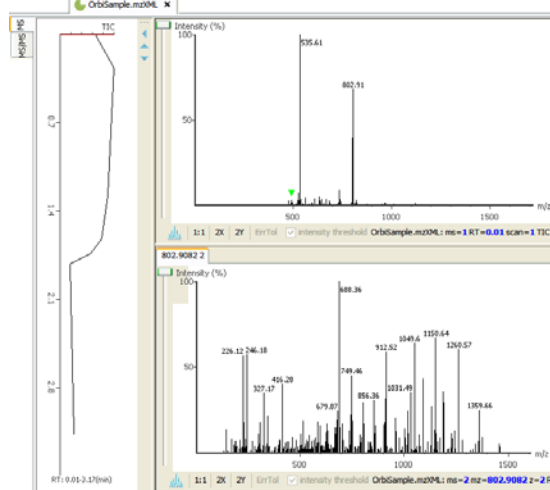 OrbiSample.mzXML ×
MS
MS/MS
TIC
0.7
1.4
2.1
2.8
RT: 0.01-3.17(min)
Intensity (%)
100
50
535.61
802.91
500
1000
1500
m/z
1:1 2X 2Y ErrTol intensity threshold OrbiSample.mzXML: ms=1 RT=0.01 scan=1 TIC
802.9082 2
Intensity (%)
100
50
688.36
226.12
246.18
327.17
416.20
679.87
749.46
856.36
912.52
1031.49
1049.6
1150.64
1260.57
1359.66
500
1000
1500
m/z
1:1 2X 2Y ErrTol intensity threshold OrbiSample.mzXML: ms=2 mz=802.9082 z=2